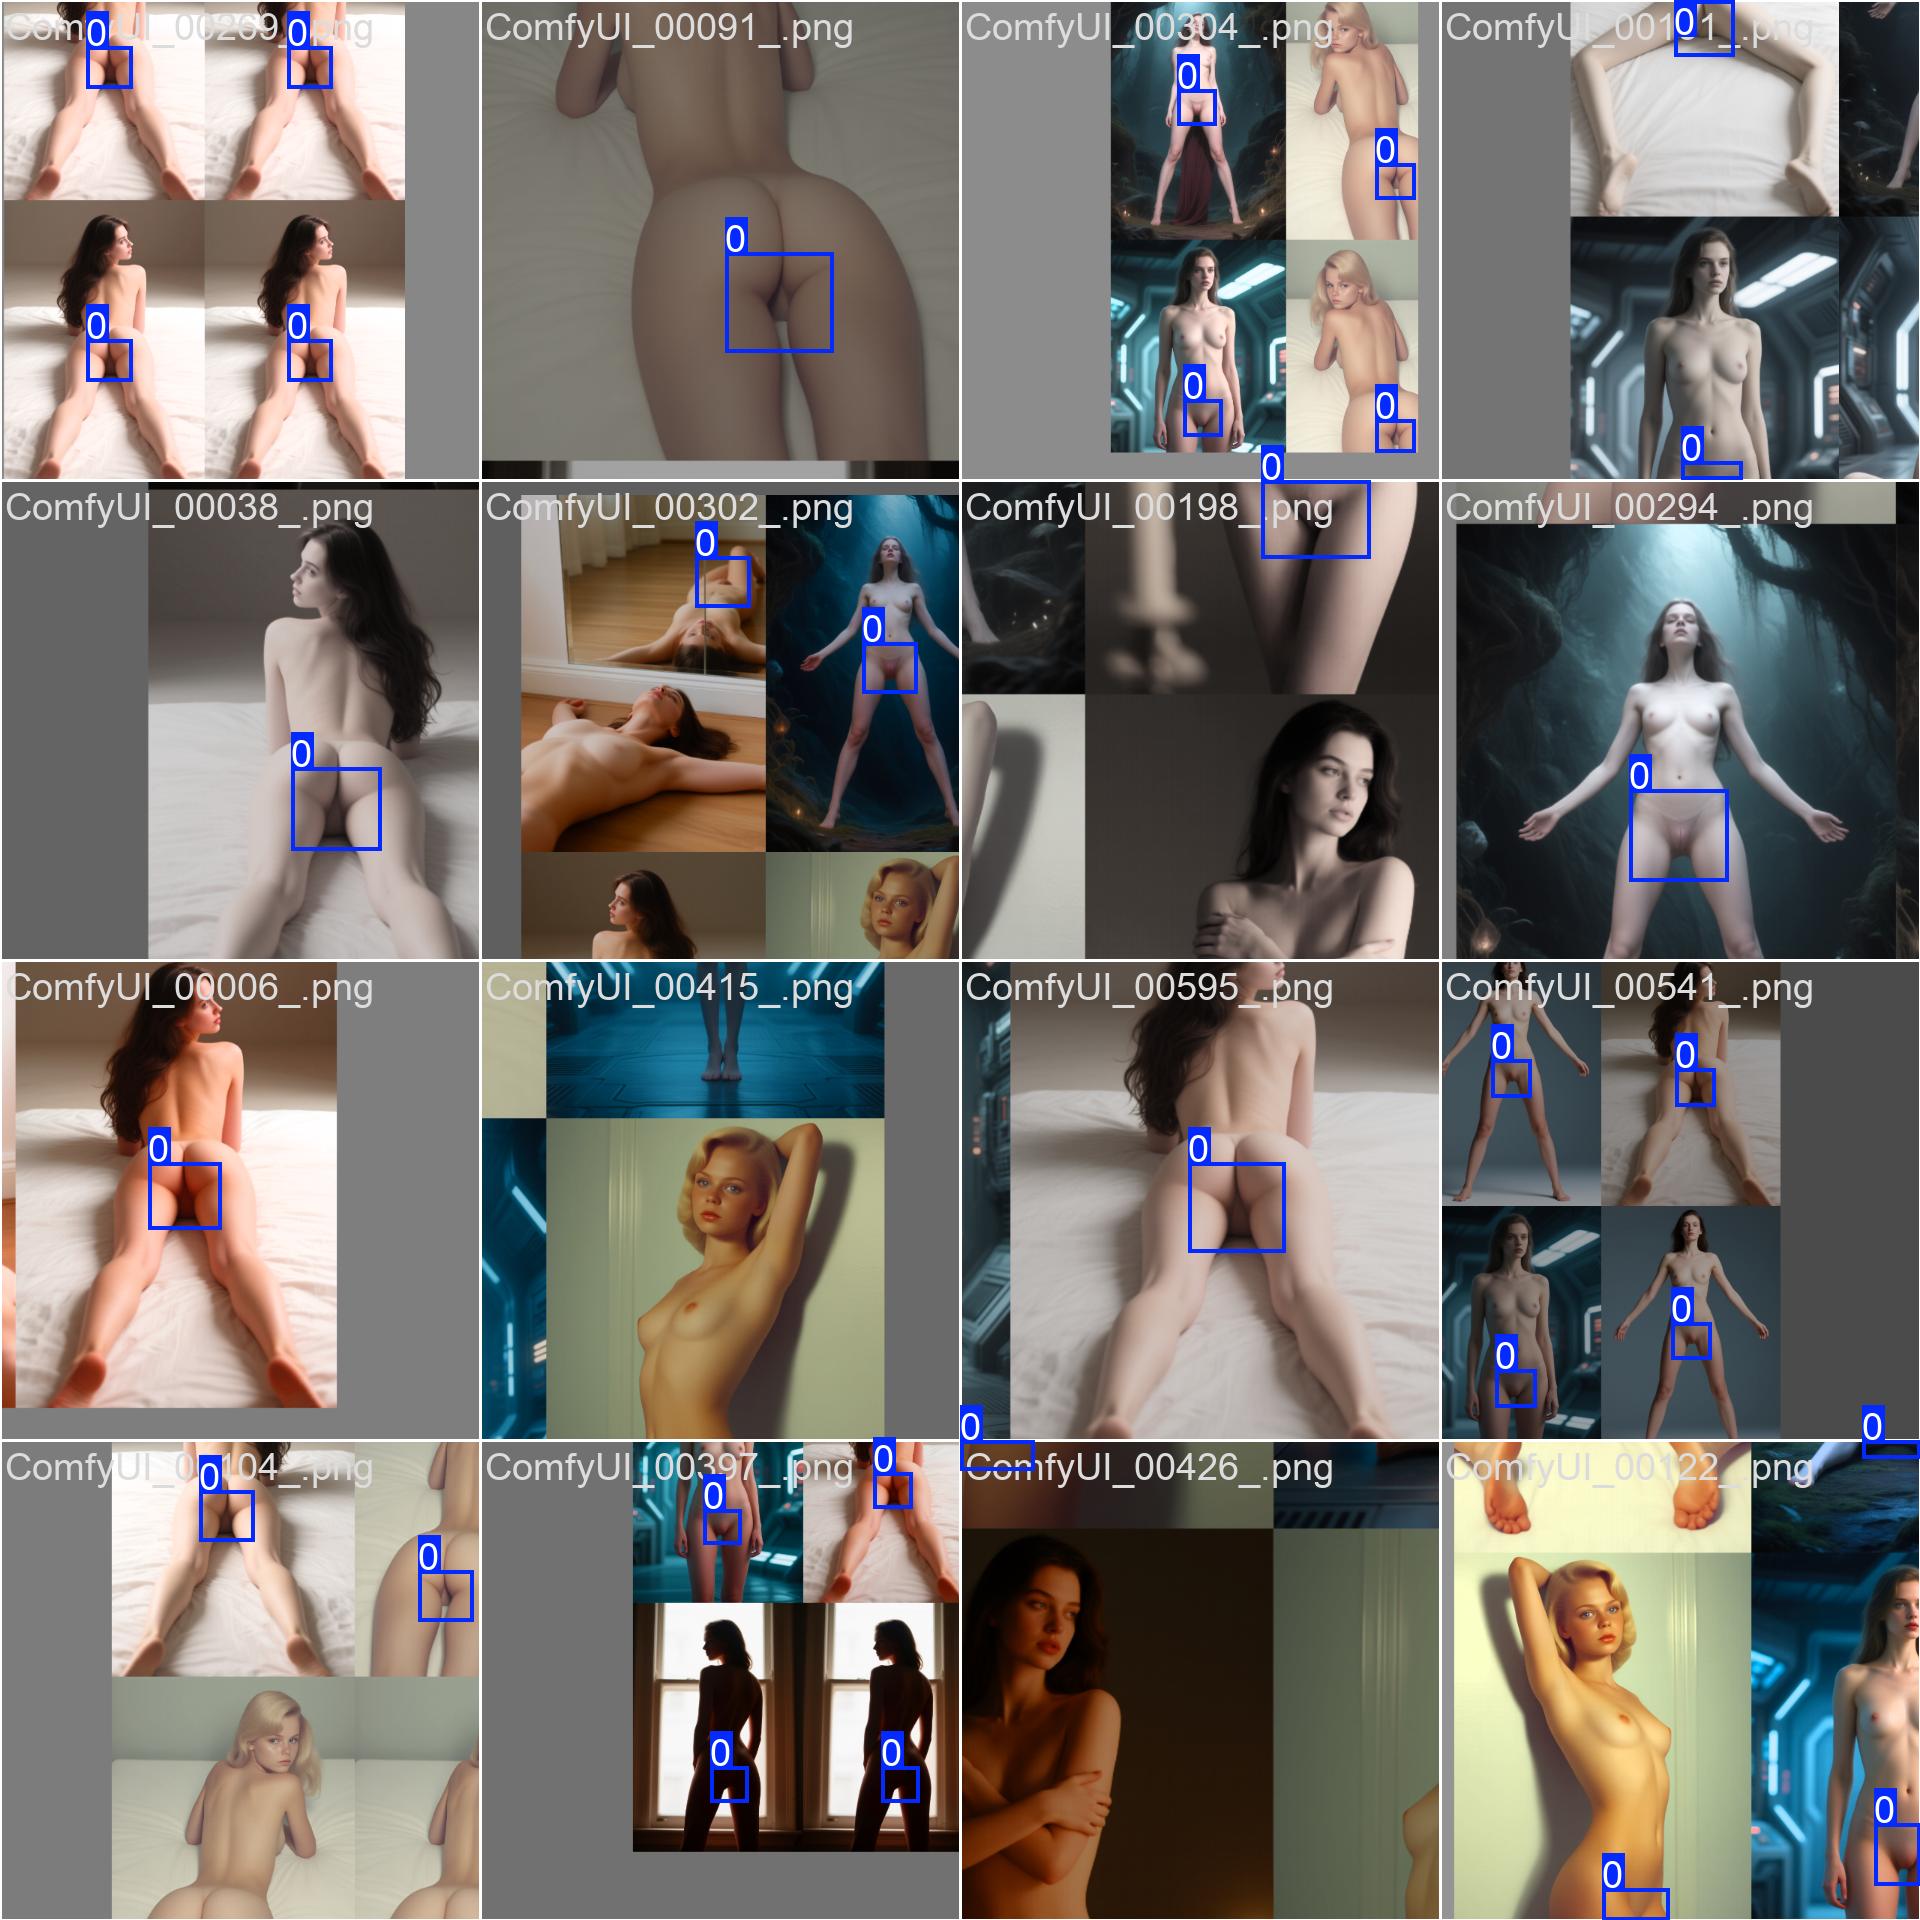 ComfyUI_00269_.png
0
0
0
0
ComfyUI_00091_.png
0
ComfyUI_00304_.png
0
0
0
0
ComfyUI_00101_.png
0
0
ComfyUI_00038_.png
0
ComfyUI_00302_.png
0
0
ComfyUI_00198_.png
0
ComfyUI_00294_.png
0
ComfyUI_00006_.png
0
ComfyUI_00415_.png
ComfyUI_00595_.png
0
ComfyUI_00541_.png
0
0
0
0
ComfyUI_00104_.png
0
0
ComfyUI_00397_.png
0
0
0
0
ComfyUI_00426_.png
0
ComfyUI_00122_.png
0
0
0